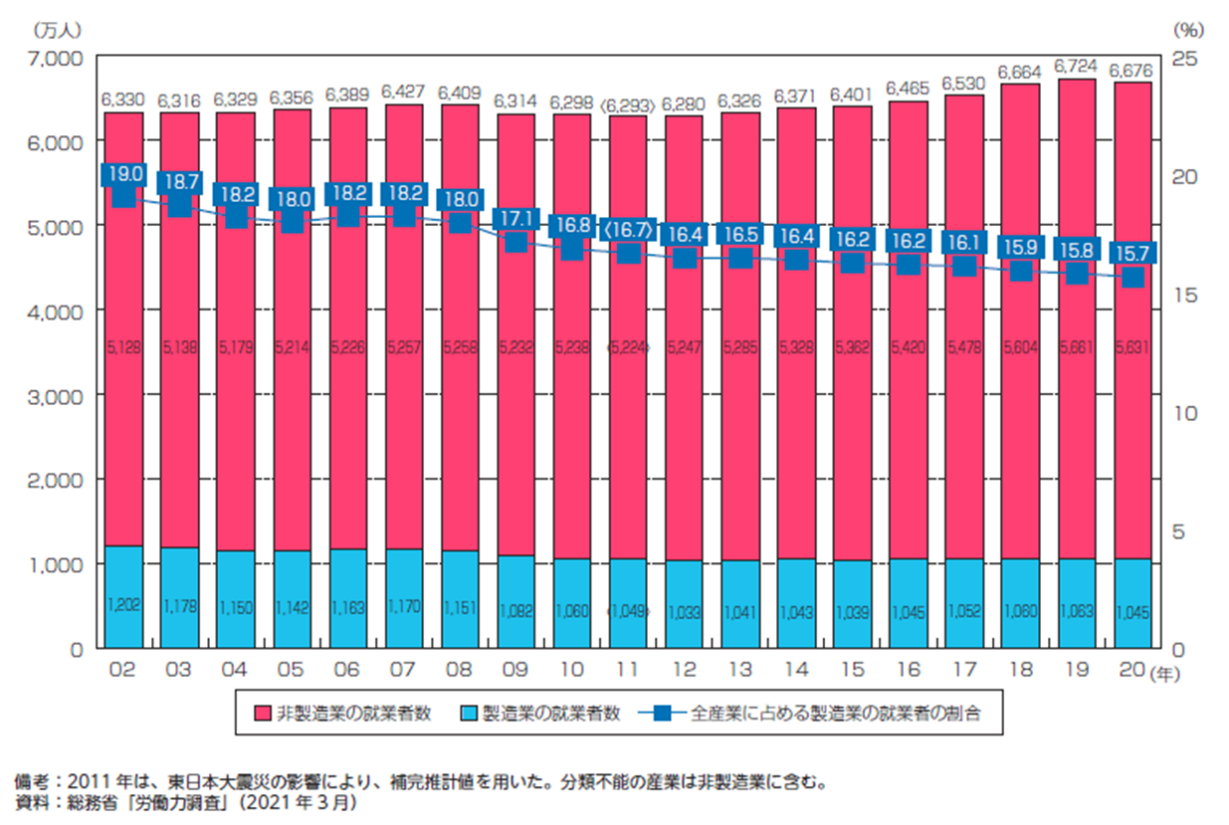 (万人)
(%)
7,000
6,000
5,000
4,000
3,000
2,000
1,000
0
25
20
15
10
5
0
6,330 6,316 6,329 6,356 6,389 6,427 6,409 6,314 6,298 〈6,293〉 6,280 6,326 6,371 6,401 6,465 6,530 6,664 6,724 6,676
19.0 18.7 18.2 18.0 18.2 18.2 18.0 17.1 16.8 〈16.7〉 16.4 16.5 16.4 16.2 16.2 16.1 15.9 15.8 15.7
5,128 5,138 5,179 5,214 5,226 5,257 5,258 5,232 5,238 〈5,224〉 5,247 5,285 5,328 5,362 5,420 5,478 5,604 5,661 5,631
1,202 1,178 1,150 1,142 1,163 1,170 1,151 1,082 1,060 〈1,049〉 1,033 1,041 1,043 1,039 1,045 1,052 1,060 1,063 1,045
02 03 04 05 06 07 08 09 10 11 12 13 14 15 16 17 18 19 20 (年)
非製造業の就業者数 製造業の就業者数 全産業に占める製造業の就業者の割合
備考：2011年は、東日本大震災の影響により、補完推計値を用いた。分類不能の産業は非製造業に含む。
資料：総務省「労働力調査」（2021年3月）